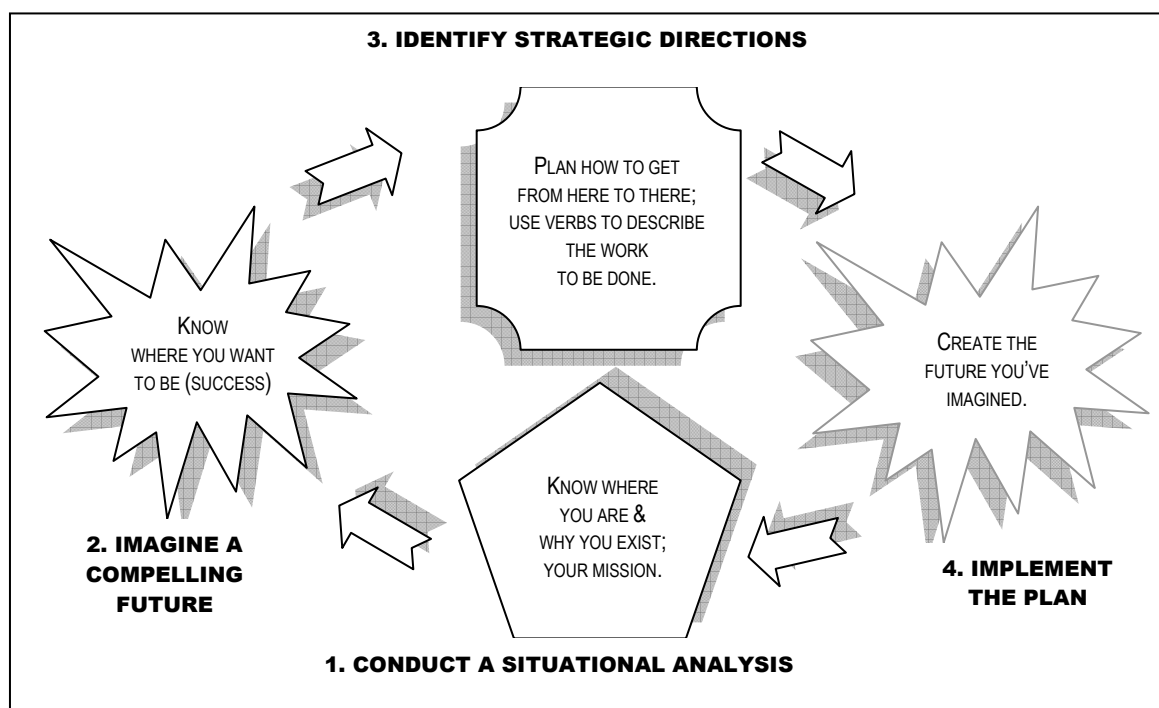 3. IDENTIFY STRATEGIC DIRECTIONS
PLAN HOW TO GET
FROM HERE TO THERE;
USE VERBS TO DESCRIBE
THE WORK
TO BE DONE.
KNOW
WHERE YOU WANT
TO BE (SUCCESS)
CREATE THE
FUTURE YOU'VE
IMAGINED.
KNOW WHERE
YOU ARE &
WHY YOU EXIST;
YOUR MISSION.
2. IMAGINE A
COMPELLING
FUTURE
4. IMPLEMENT
THE PLAN
1. CONDUCT A SITUATIONAL ANALYSIS